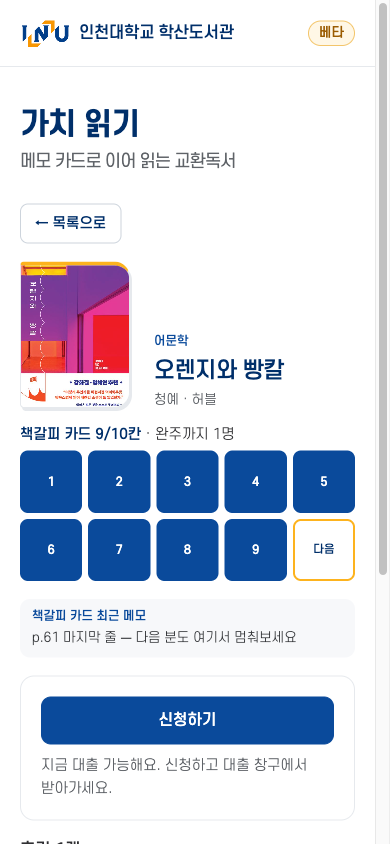 INU 인천대학교 학산도서관
베타
가치 읽기
메모 카드로 이어 읽는 교환독서
← 목록으로
어문학
오렌지와 빵칼
청예 · 허블
책갈피 카드 9/10칸 · 완주까지 1명
1 2 3 4 5
6 7 8 9 다음
책갈피 카드 최근 메모
p.61 마지막 줄 — 다음 분도 여기서 멈춰보세요
신청하기
지금 대출 가능해요. 신청하고 대출 창구에서
받아가세요.